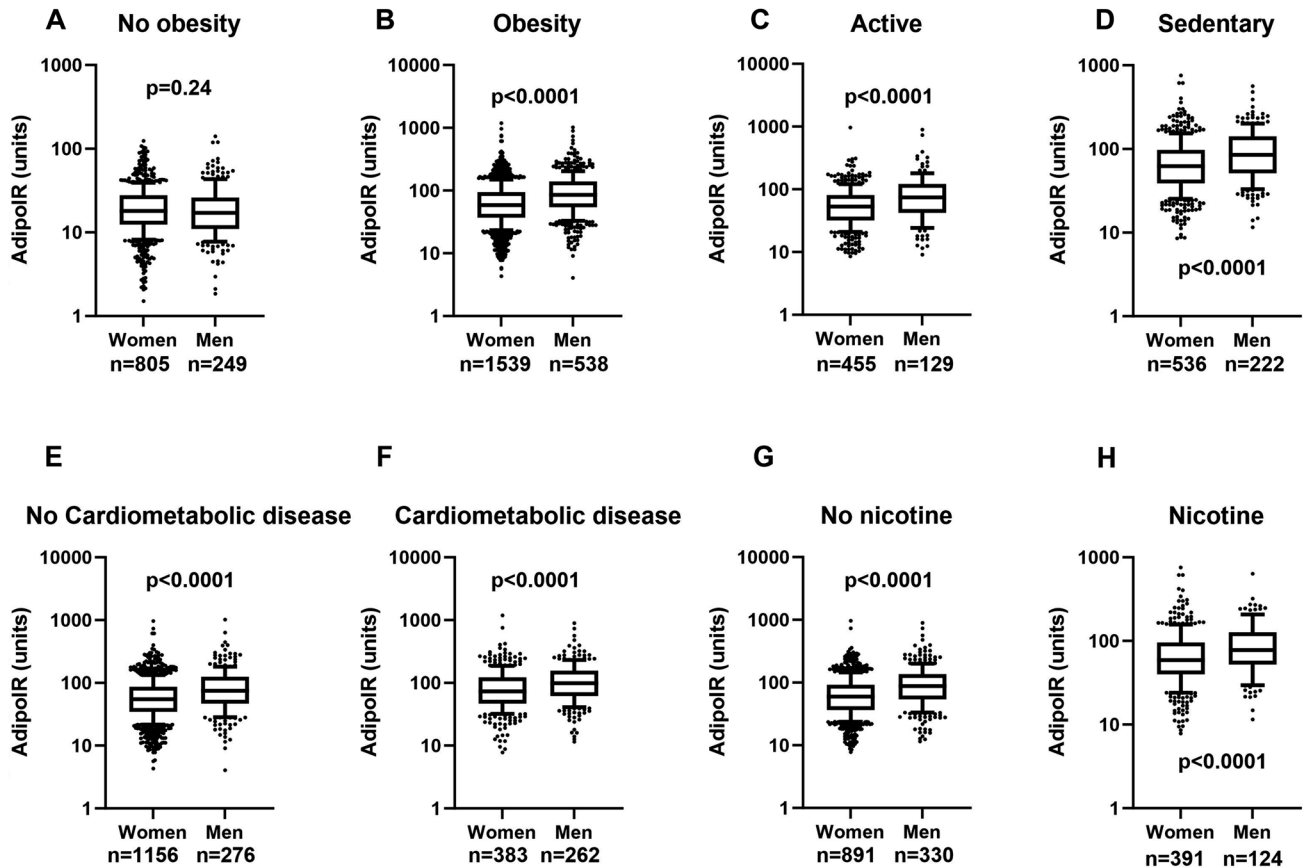 A No obesity
1000
100
10
1
AdipoIR (units)
p=0.24
Women Men
n=805 n=249
B Obesity
10000
1000
100
10
1
AdipoIR (units)
p<0.0001
Women Men
n=1539 n=538
C Active
10000
1000
100
10
1
AdipoIR (units)
p<0.0001
Women Men
n=455 n=129
D Sedentary
1000
100
10
1
AdipoIR (units)
p<0.0001
Women Men
n=536 n=222
E
No Cardiometabolic disease
10000
1000
100
10
1
AdipoIR (units)
p<0.0001
Women Men
n=1156 n=276
F
Cardiometabolic disease
10000
1000
100
10
1
AdipoIR (units)
p<0.0001
Women Men
n=383 n=262
G
No nicotine
10000
1000
100
10
1
AdipoIR (units)
p<0.0001
Women Men
n=891 n=330
H
Nicotine
1000
100
10
1
AdipoIR (units)
p<0.0001
Women Men
n=391 n=124